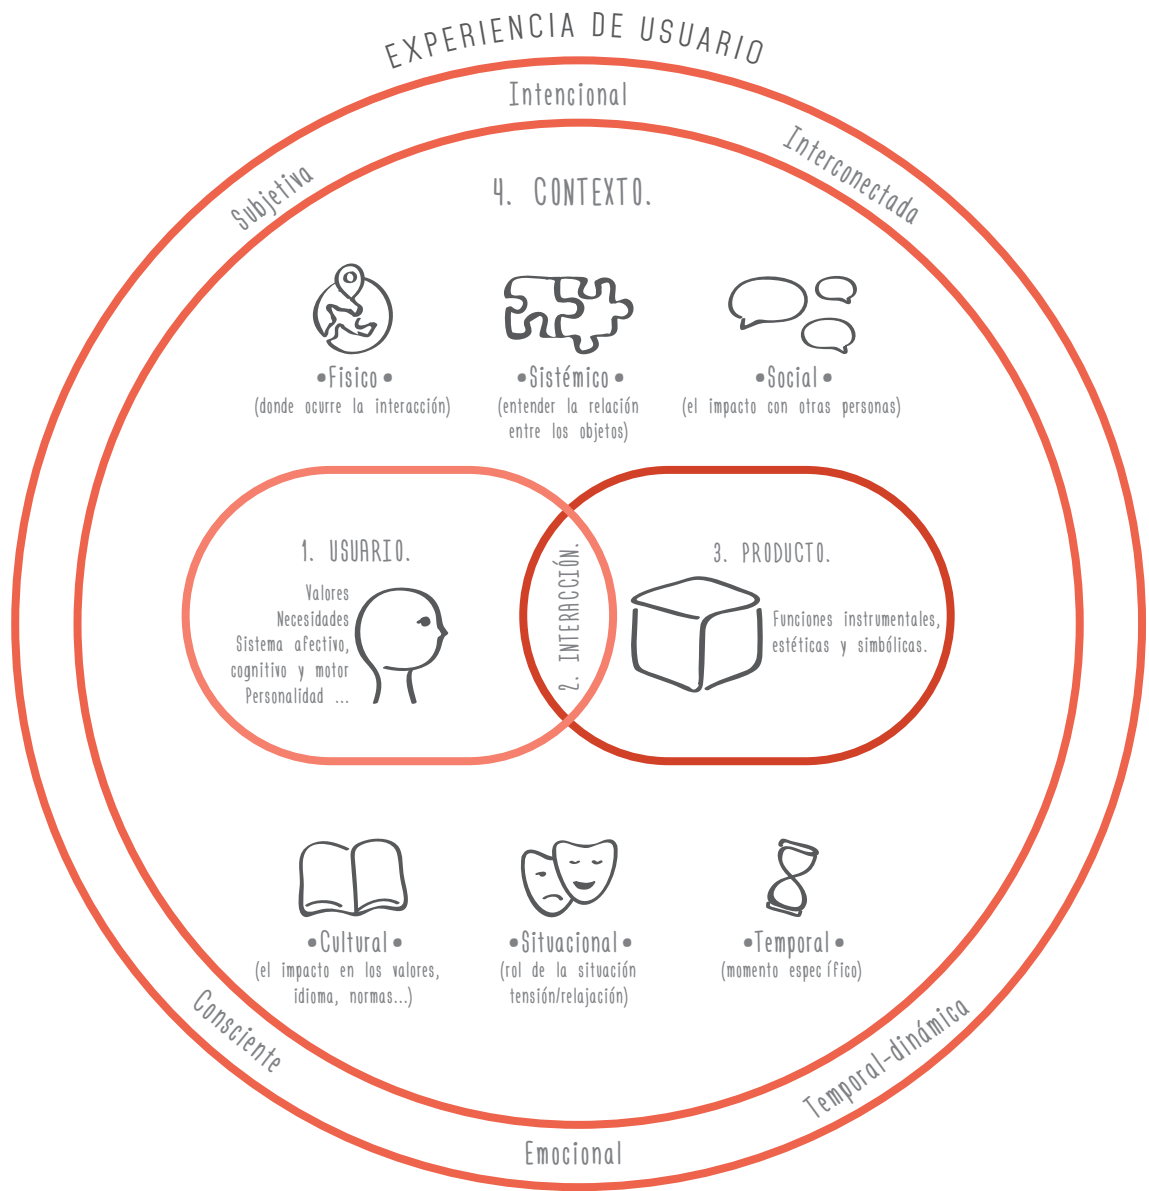 EXPERIENCIA DE USUARIO
Intencional
Subjetiva
Interconectada
4. CONTEXTO.
•Fisico•
(donde ocurre la interacción)
•Sistémico•
(entender la relación
entre los objetos)
•Social•
(el impacto con otras personas)
1. USUARIO.
Valores
Necesidades
Sistema afectivo,
cognitivo y motor
Personalidad ...
2. INTERACCIÓN.
3. PRODUCTO.
Funciones instrumentales,
estéticas y simbólicas.
•Cultural•
(el impacto en los valores,
idioma, normas...)
•Situacional•
(rol de la situación
tensión/relajación)
•Temporal•
(momento específico)
Consciente
Temporal-dinámica
Emocional